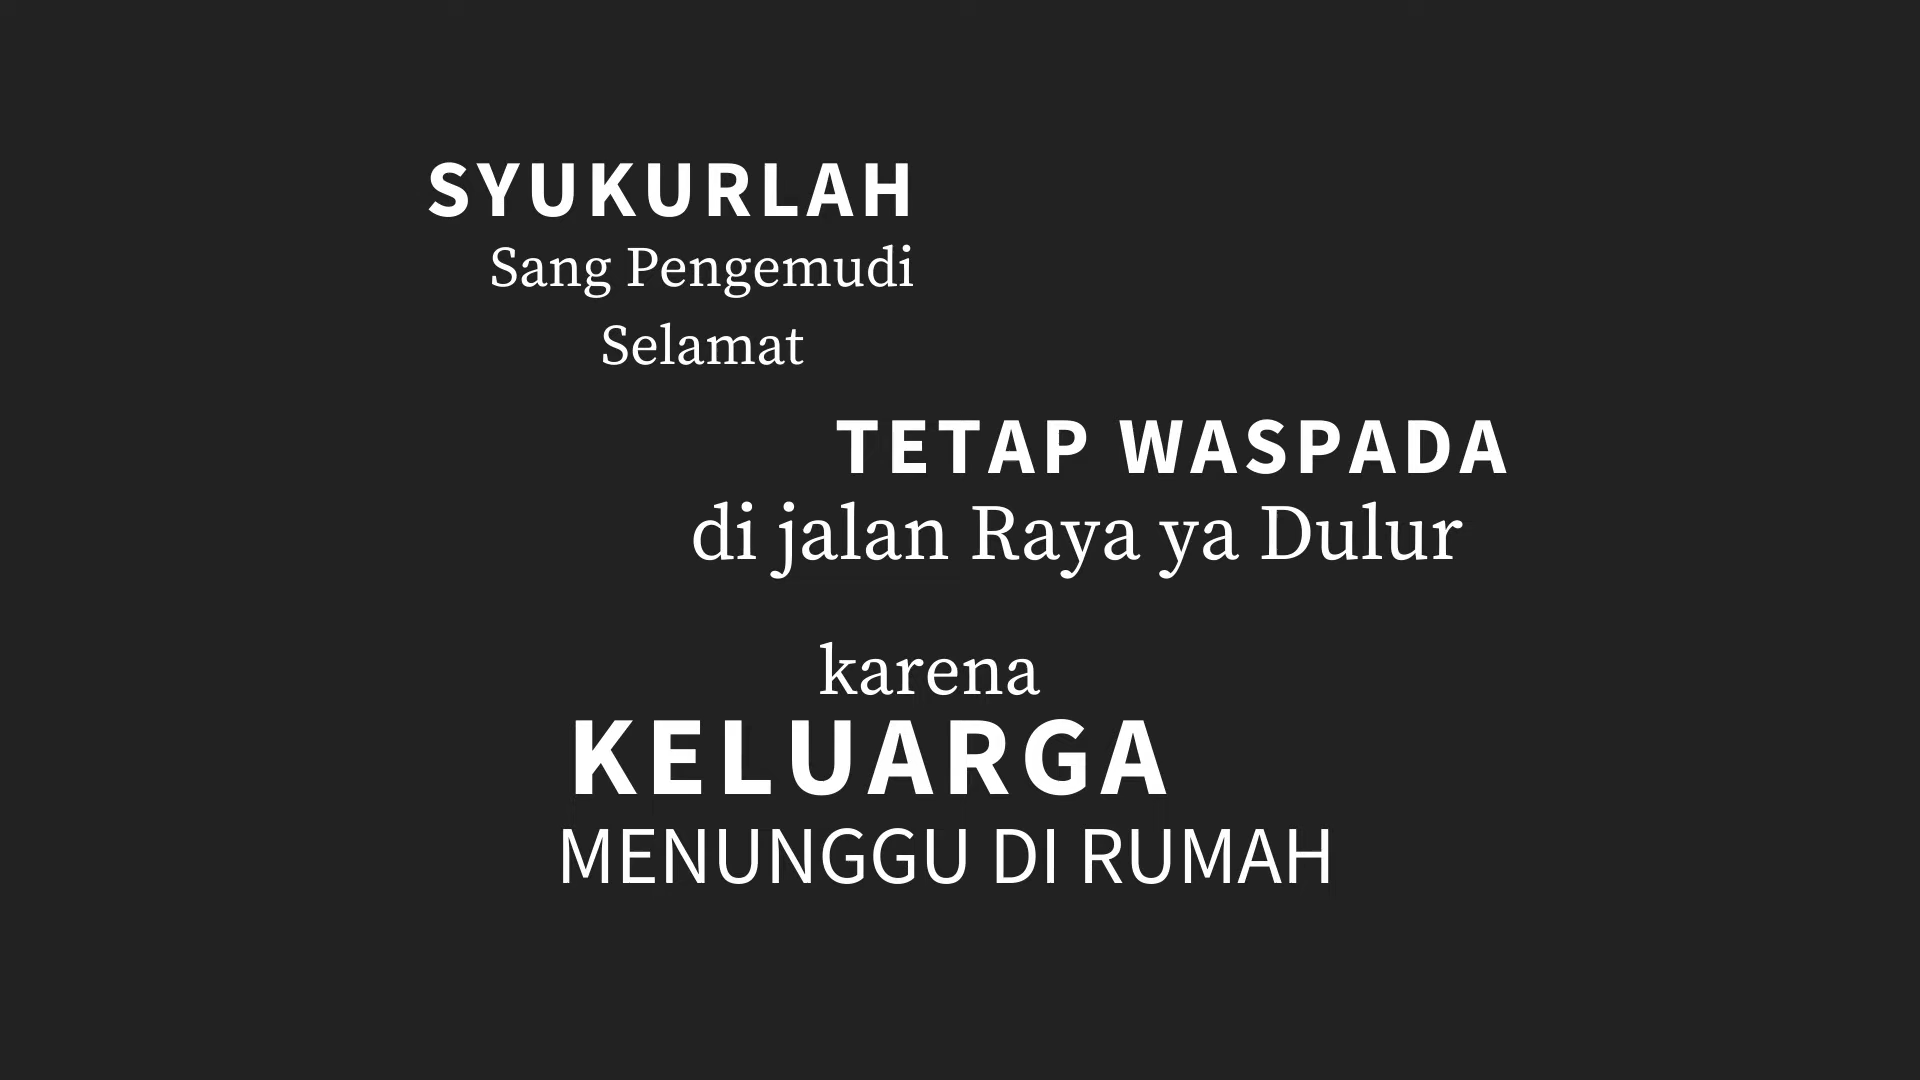 SYUKURLAH
Sang Pengemudi
Selamat
TETAP WASPADA
di jalan Raya ya Dulur
karena
KELUARGA
MENUNGGU DI RUMAH